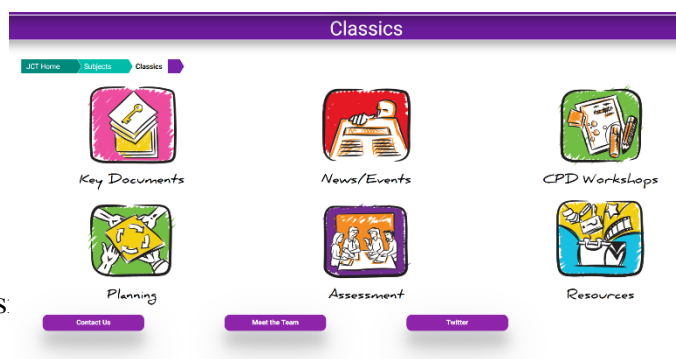 Classics
JCT Home Subjects Classics
Key Documents News/Events CPD Workshops
Planning Assessment Resources
Contact Us Meet the Team Twitter